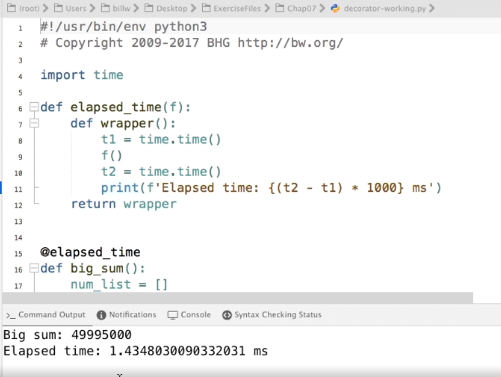 (root) Users billw Desktop ExerciseFiles Chap07 decorator-working.py
1 #!/usr/bin/env python3
2 # Copyright 2009-2017 BHG http://bw.org/
3
4 import time
5
6 def elapsed_time(f):
7 def wrapper():
8 t1 = time.time()
9 f()
10 t2 = time.time()
11 print(f'Elapsed time: {(t2 - t1) * 1000} ms')
12 return wrapper
13
14
15 @elapsed_time
16 def big_sum():
17 num_list = []
Command Output Notifications Console Syntax Checking Status
Big sum: 49995000
Elapsed time: 1.4348030090332031 ms